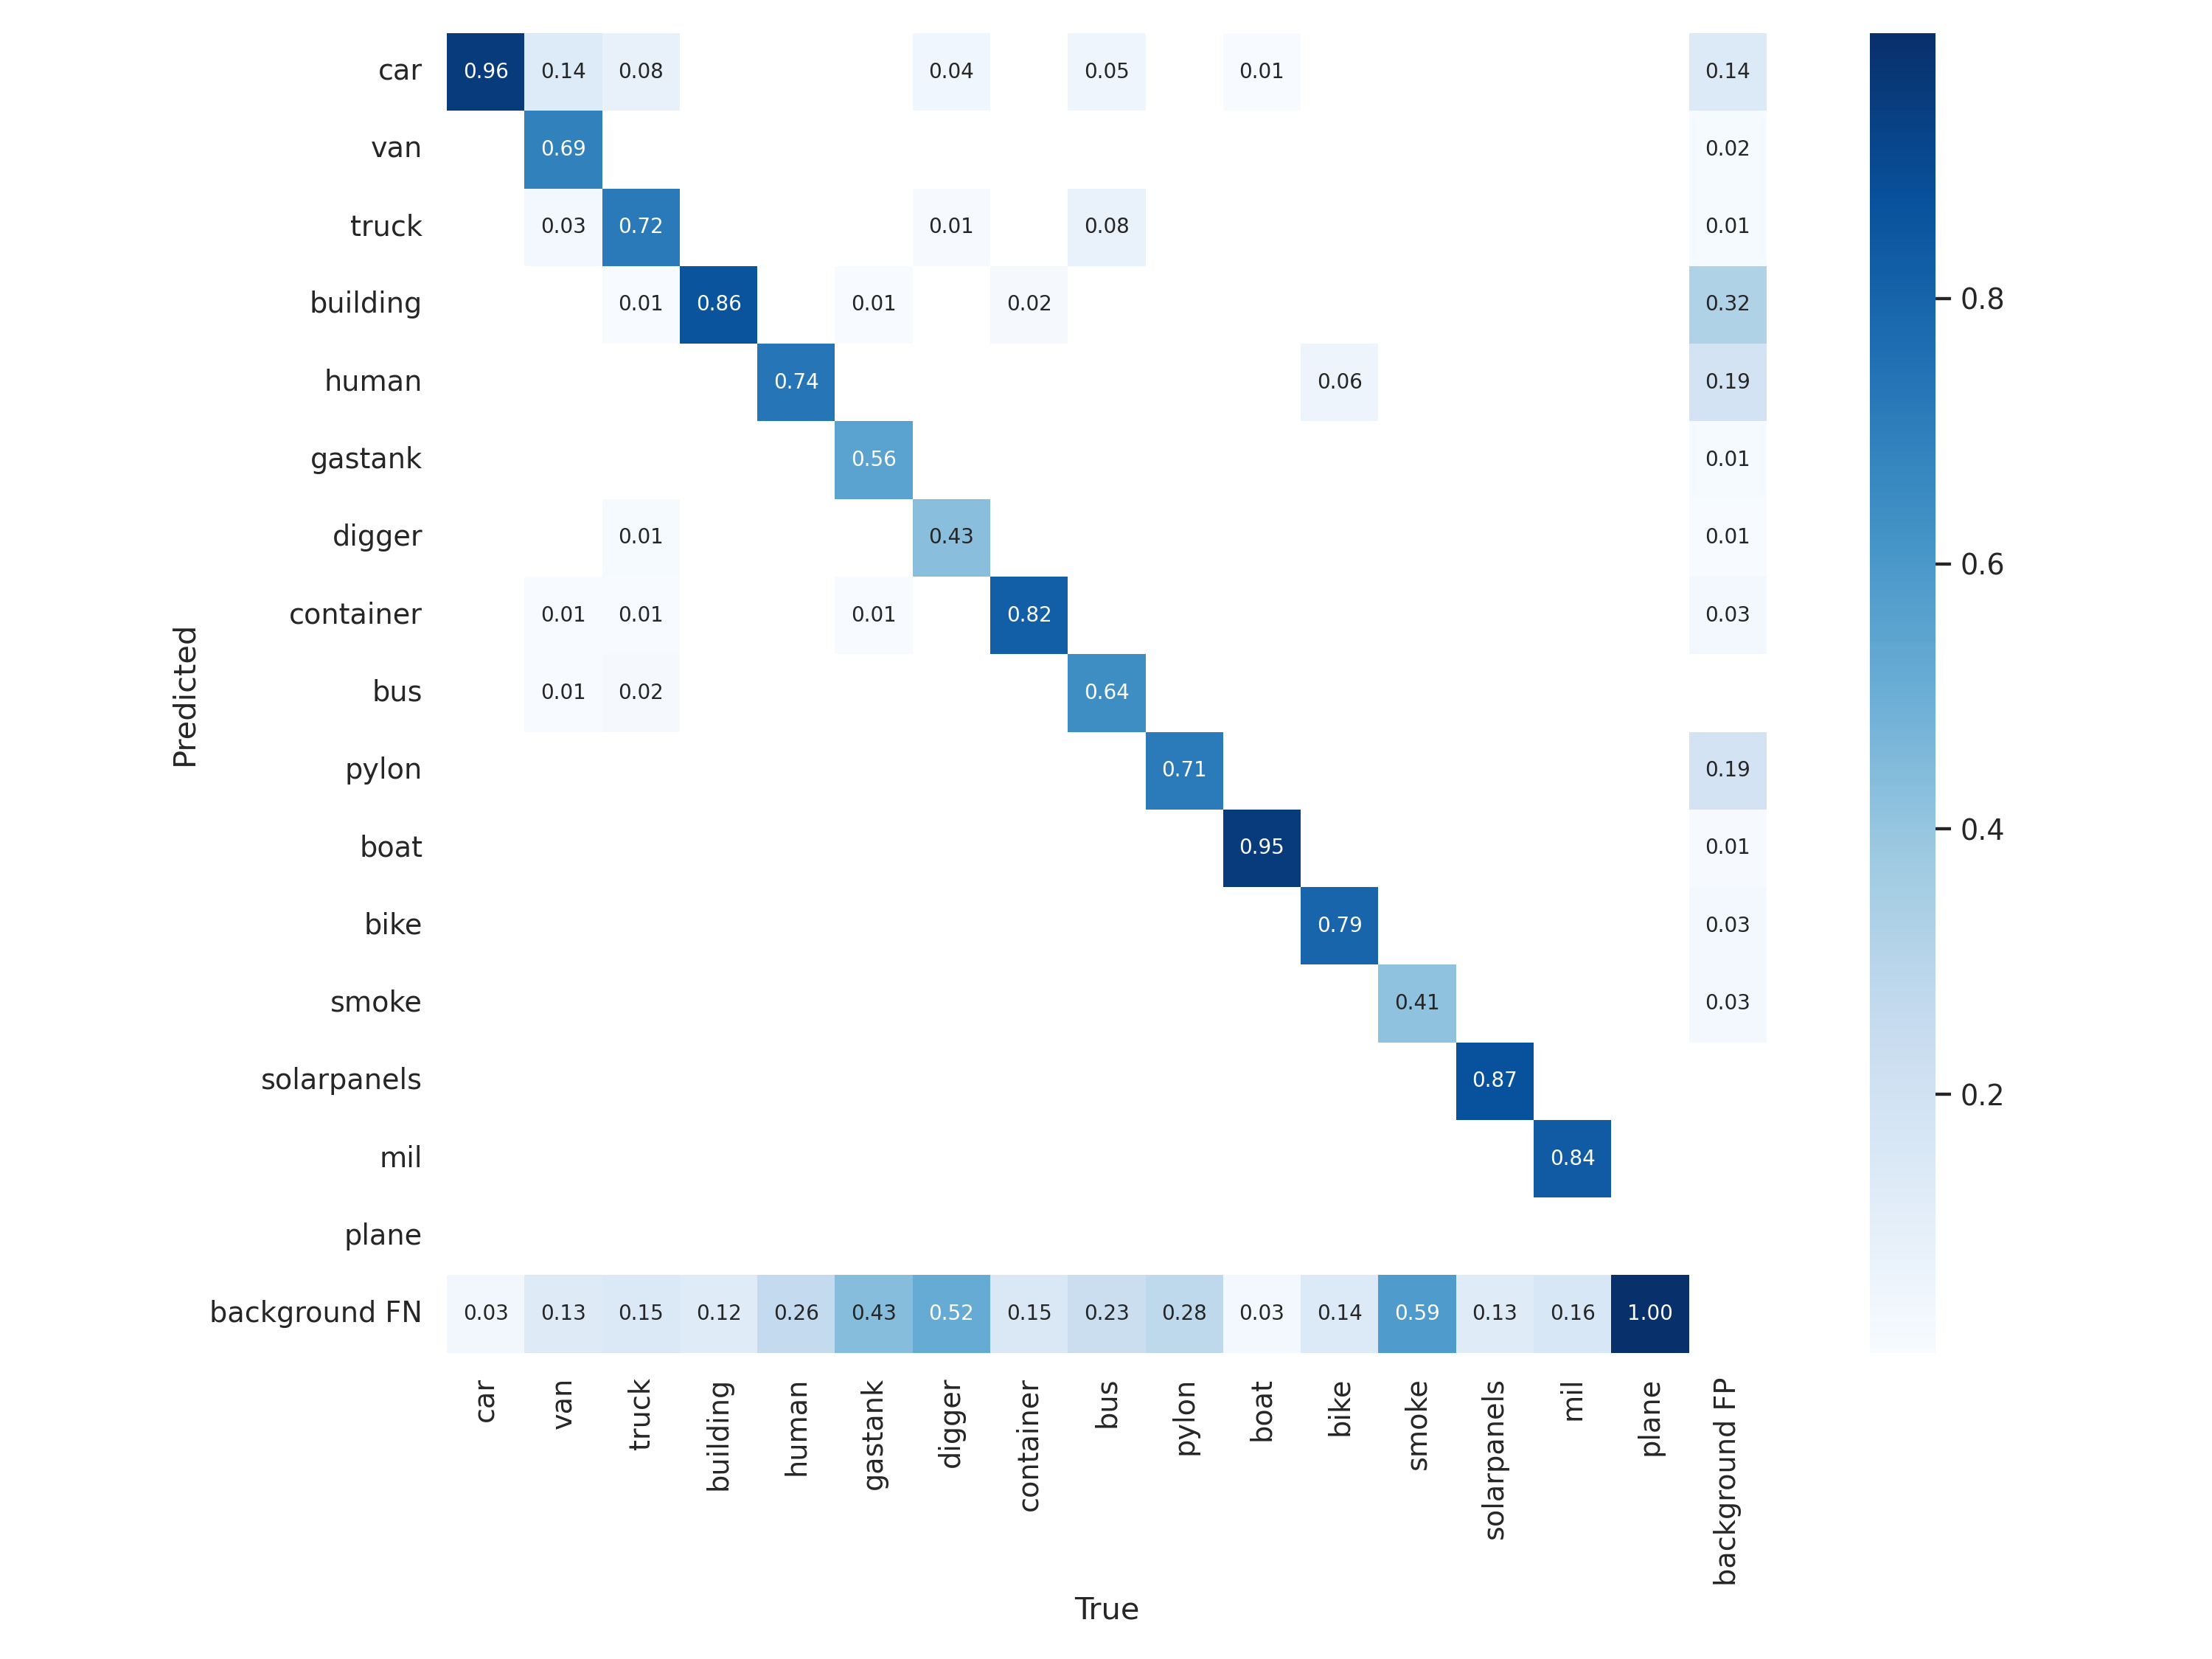 car 0.96 0.14 0.08 0.04 0.05 0.01 0.14
van 0.69 0.02
truck 0.03 0.72 0.01 0.08 0.01
building 0.01 0.86 0.01 0.02 0.32
human 0.74 0.06 0.19
gastank 0.56 0.01
digger 0.01 0.43 0.01
container 0.01 0.01 0.01 0.82 0.03
bus 0.01 0.02 0.64
pylon 0.71 0.19
boat 0.95 0.01
bike 0.79 0.03
smoke 0.41 0.03
solarpanels 0.87
mil 0.84
plane
background FN 0.03 0.13 0.15 0.12 0.26 0.43 0.52 0.15 0.23 0.28 0.03 0.14 0.59 0.13 0.16 1.00
Predicted
car van truck building human gastank digger container bus pylon boat bike smoke solarpanels mil plane background FP
True
0.8
0.6
0.4
0.2